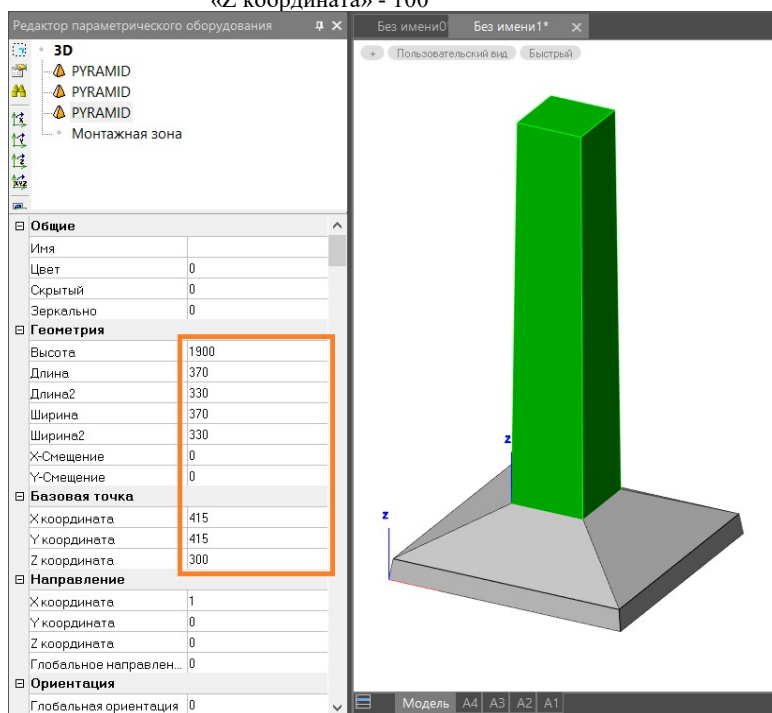 «Z координата» - 100
Редактор параметрического оборудования
3D
PYRAMID
PYRAMID
PYRAMID
Монтажная зона
Общие
Имя
Цвет 0
Скрытый 0
Зеркально 0
Геометрия
Высота 1900
Длина 370
Длина2 330
Ширина 370
Ширина2 330
X-Смещение 0
Y-Смещение 0
Базовая точка
X координата 415
Y координата 415
Z координата 300
Направление
X координата 1
Y координата 0
Z координата 0
Глобальное направлен... 0
Ориентация
Глобальная ориентация 0
Без имени0 Без имени1*
+ Пользовательский вид Быстрый
z
z
Модель A4 A3 A2 A1